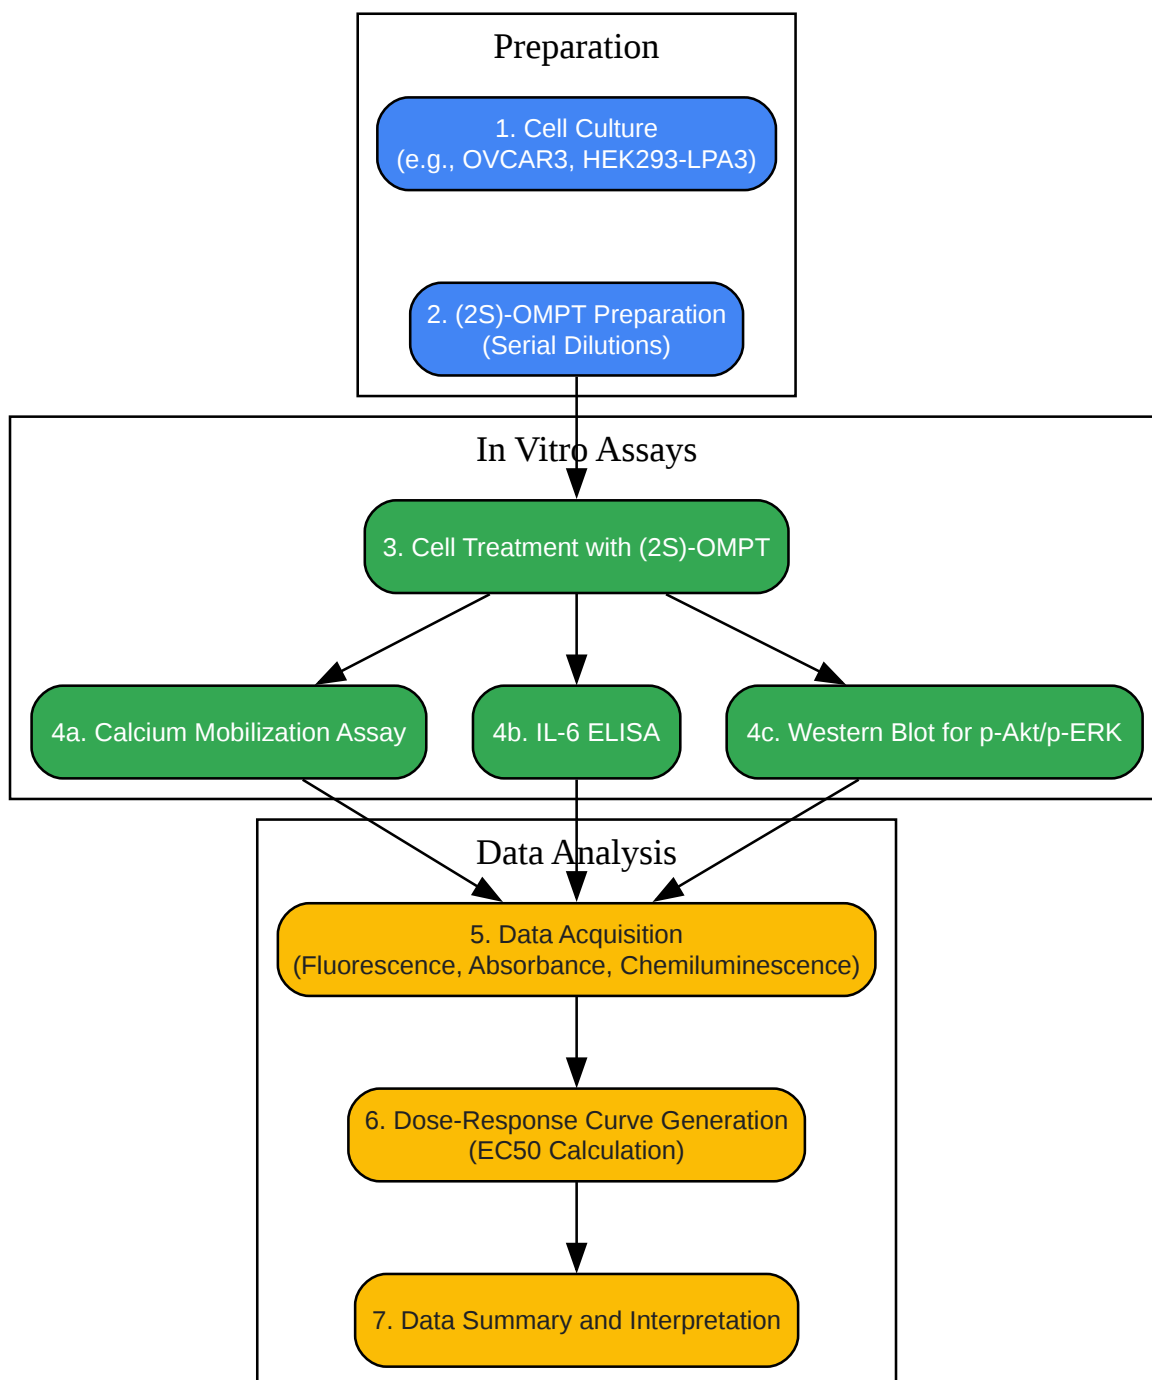 Preparation
1. Cell Culture
(e.g., OVCAR3, HEK293-LPA3)
2. (2S)-OMPT Preparation
(Serial Dilutions)
In Vitro Assays
3. Cell Treatment with (2S)-OMPT
4a. Calcium Mobilization Assay
4b. IL-6 ELISA
4c. Western Blot for p-Akt/p-ERK
Data Analysis
5. Data Acquisition
(Fluorescence, Absorbance, Chemiluminescence)
6. Dose-Response Curve Generation
(EC50 Calculation)
7. Data Summary and Interpretation